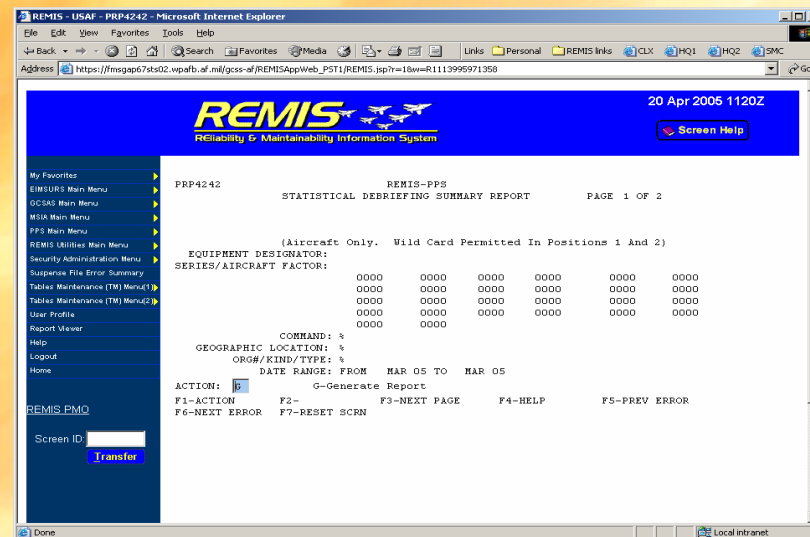 REMIS - USAF - PRP4242 - Microsoft Internet Explorer
File Edit View Favorites Tools Help
Back Search Favorites Media Links Personal REMIS links CLX HQ1 HQ2 SMC
Address https://fmsgap67sts02.wpafb.af.mil/gcss-af/REMISAppWeb_PST1/REMIS.jsp?r=1&w=R1113995971358 Go
REMIS
REliability & Maintainability Information System
20 Apr 2005 1120Z
Screen Help
My Favorites
EIMSURS Main Menu
GCSAS Main Menu
MSIA Main Menu
PPS Main Menu
REMIS Utilities Main Menu
Security Administration Menu
Suspense File Error Summary
Tables Maintenance (TM) Menu(1)
Tables Maintenance (TM) Menu(2)
User Profile
Report Viewer
Help
Logout
Home
REMIS PMO
Screen ID:
Transfer
PRP4242 REMIS-PPS
STATISTICAL DEBRIEFING SUMMARY REPORT PAGE 1 OF 2
(Aircraft Only. Wild Card Permitted In Positions 1 And 2)
EQUIPMENT DESIGNATOR:
SERIES/AIRCRAFT FACTOR:
0000 0000 0000 0000 0000 0000
0000 0000 0000 0000 0000 0000
0000 0000 0000 0000 0000 0000
0000 0000 0000 0000 0000 0000
0000 0000
COMMAND: %
GEOGRAPHIC LOCATION: %
ORG#/KIND/TYPE: %
DATE RANGE: FROM MAR 05 TO MAR 05
ACTION: G G-Generate Report
F1-ACTION F2- F3-NEXT PAGE F4-HELP F5-PREV ERROR
F6-NEXT ERROR F7-RESET SCRN
Done Local intranet